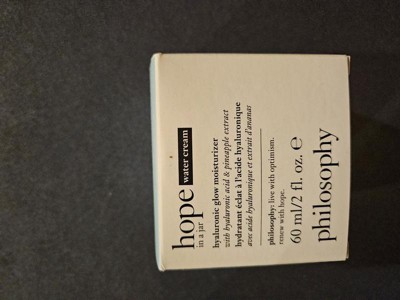 hope water cream
in a jar
hyaluronic glow moisturizer
with hyaluronic acid & pineapple extract
hydratant éclat à l'acide hyaluronique
avec acide hyaluronique et extrait d'ananas
philosophy: live with optimism.
renew with hope.
60 ml/2 fl. oz. ℮
philosophy